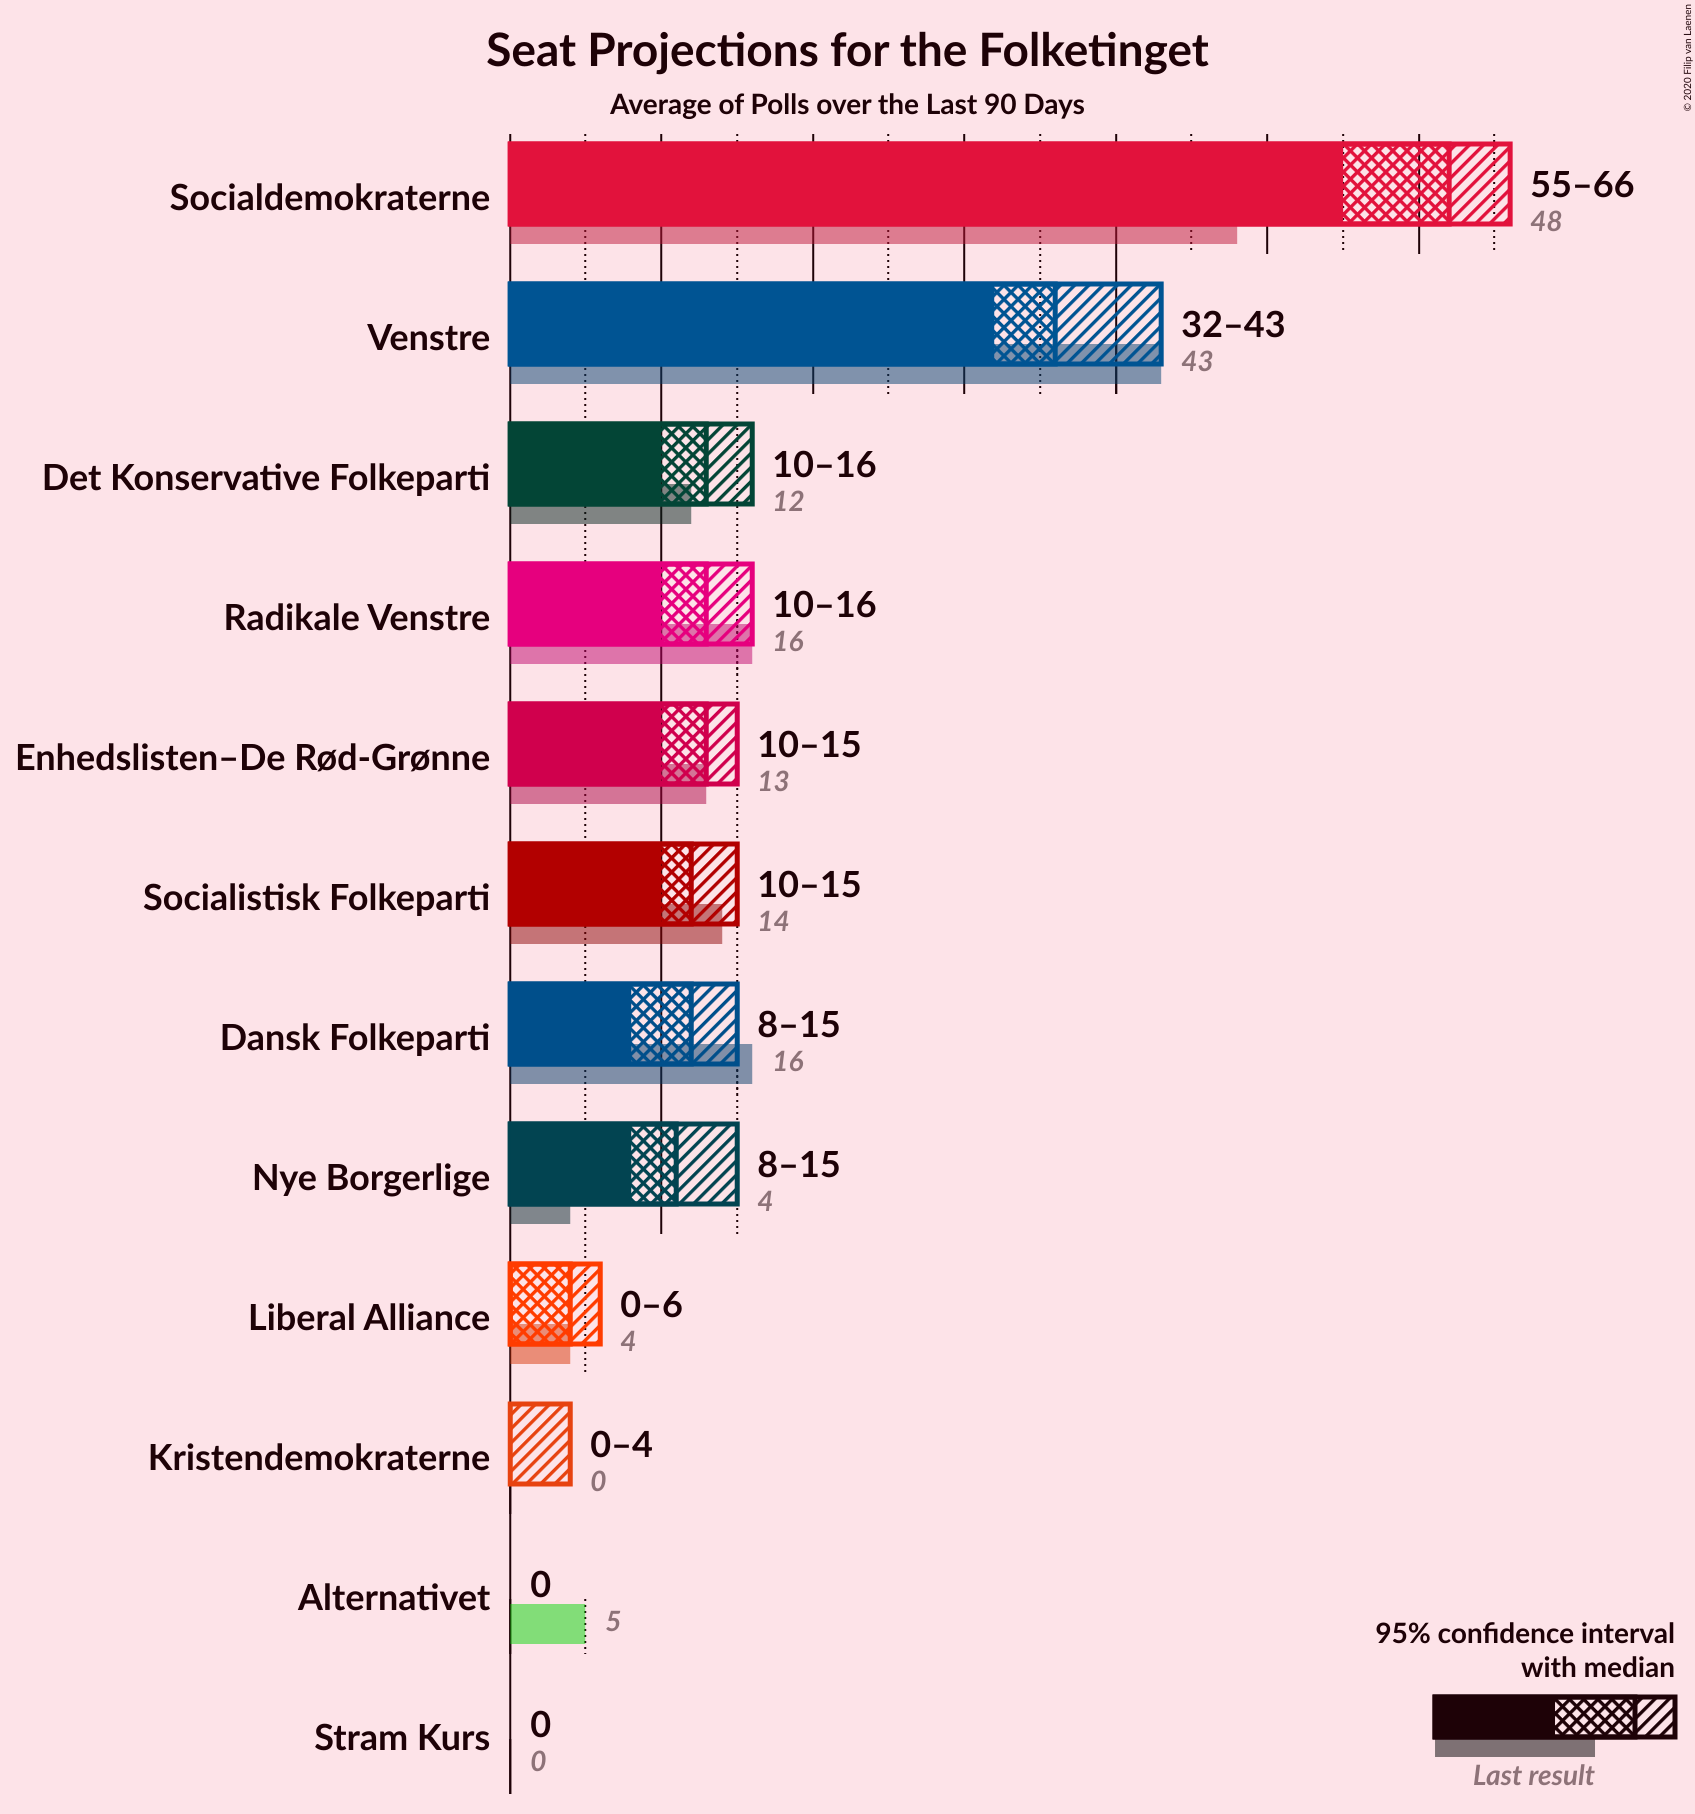 © 2020 Filip van Laenen
Seat Projections for the Folketinget
Average of Polls over the Last 90 Days
Socialdemokraterne
55–66
48
Venstre
32–43
43
Det Konservative Folkeparti
10–16
12
Radikale Venstre
10–16
16
Enhedslisten–De Rød-Grønne
10–15
13
Socialistisk Folkeparti
10–15
14
Dansk Folkeparti
8–15
16
Nye Borgerlige
8–15
4
Liberal Alliance
0–6
4
Kristendemokraterne
0–4
0
Alternativet
0
5
Stram Kurs
0
0
95% confidence interval
with median
Last result